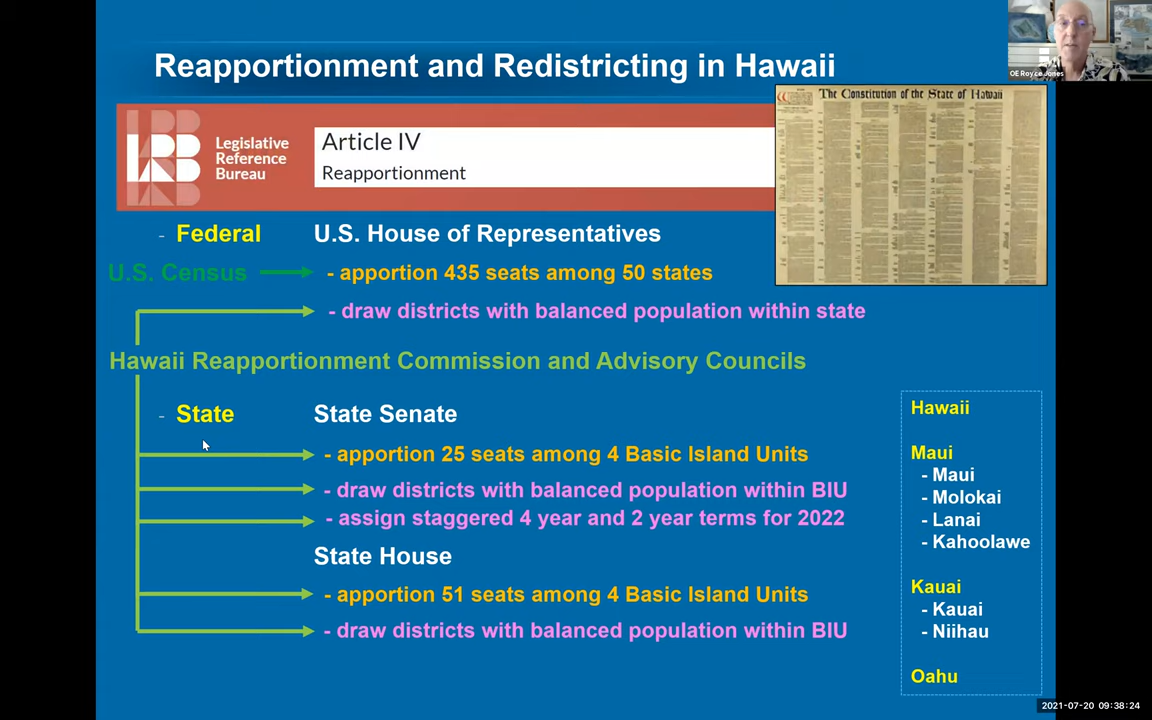 Reapportionment and Redistricting in Hawaii
OE Royce Jones
The Constitution of the State of Hawaii
LRB
Legislative
Reference
Bureau
Article IV
Reapportionment
- Federal U.S. House of Representatives
U.S. Census - apportion 435 seats among 50 states
- draw districts with balanced population within state
Hawaii Reapportionment Commission and Advisory Councils
- State State Senate
- apportion 25 seats among 4 Basic Island Units
- draw districts with balanced population within BIU
- assign staggered 4 year and 2 year terms for 2022
State House
- apportion 51 seats among 4 Basic Island Units
- draw districts with balanced population within BIU
Hawaii
Maui
- Maui
- Molokai
- Lanai
- Kahoolawe
Kauai
- Kauai
- Niihau
Oahu
2021-07-20 09:38:24